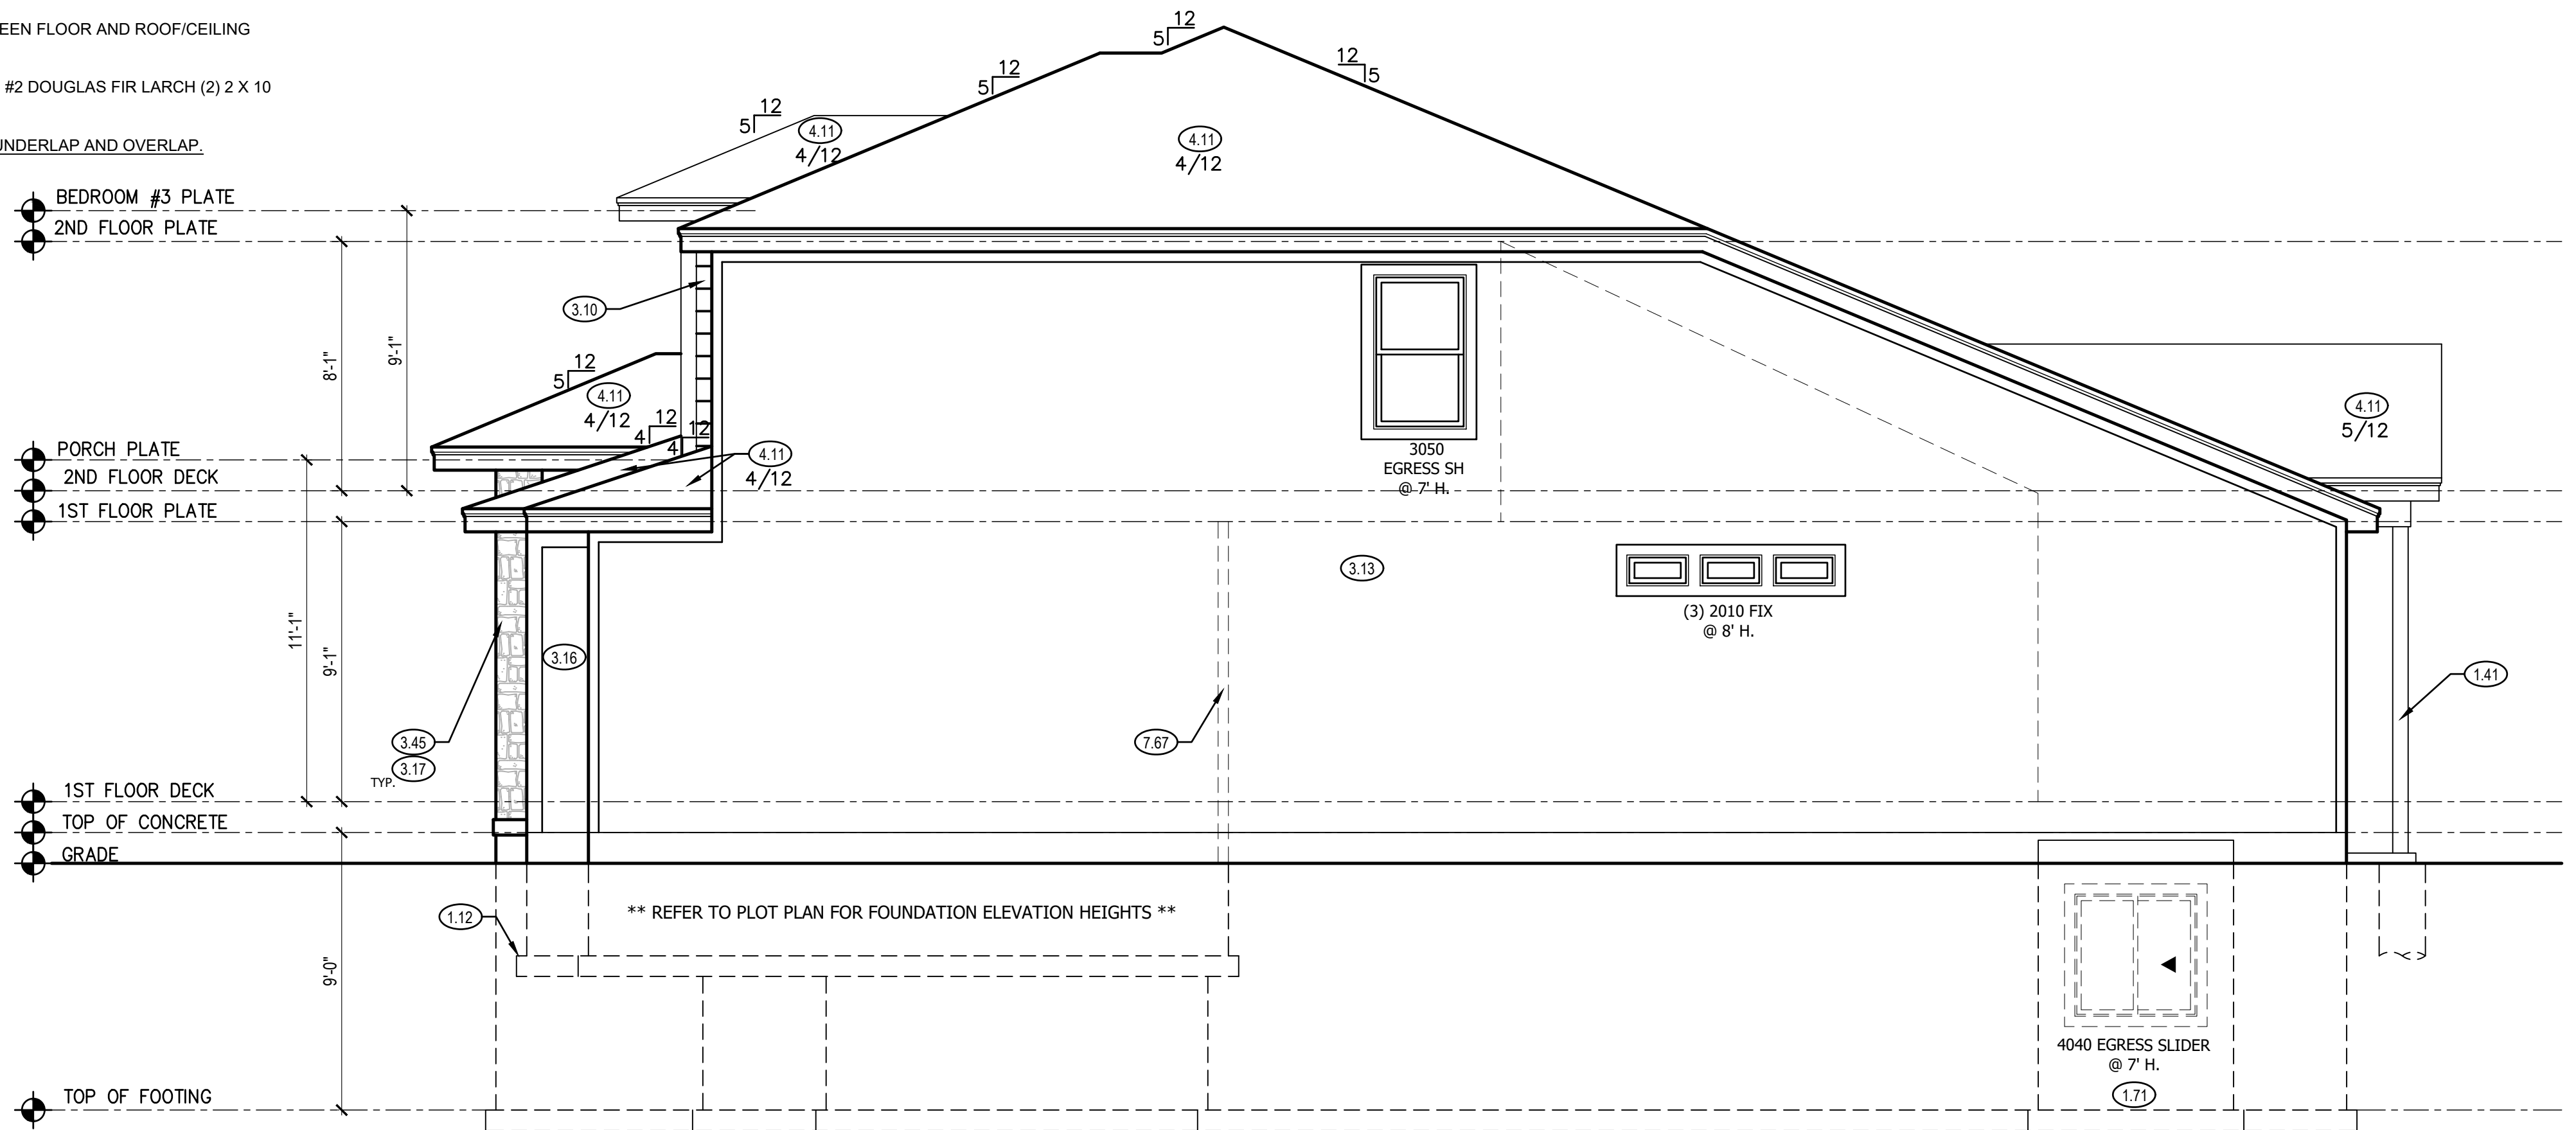 EEN FLOOR AND ROOF/CEILING
#2 DOUGLAS FIR LARCH (2) 2 X 10
UNDERLAP AND OVERLAP.
12
5
12
5
12
5
12
5
4.11
4/12
4.11
4/12
BEDROOM #3 PLATE
2ND FLOOR PLATE
3.10
8'-1"
9'-1"
12
5
4.11
4/12
12
4
12
4
4.11
4/12
4.11
5/12
PORCH PLATE
2ND FLOOR DECK
1ST FLOOR PLATE
3050
EGRESS SH
@ 7' H.
3.13
(3) 2010 FIX
@ 8' H.
11'-1"
9'-1"
3.16
1.41
3.45
3.17
TYP.
7.67
1ST FLOOR DECK
TOP OF CONCRETE
GRADE
1.12
** REFER TO PLOT PLAN FOR FOUNDATION ELEVATION HEIGHTS **
9'-0"
4040 EGRESS SLIDER
@ 7' H.
1.71
TOP OF FOOTING